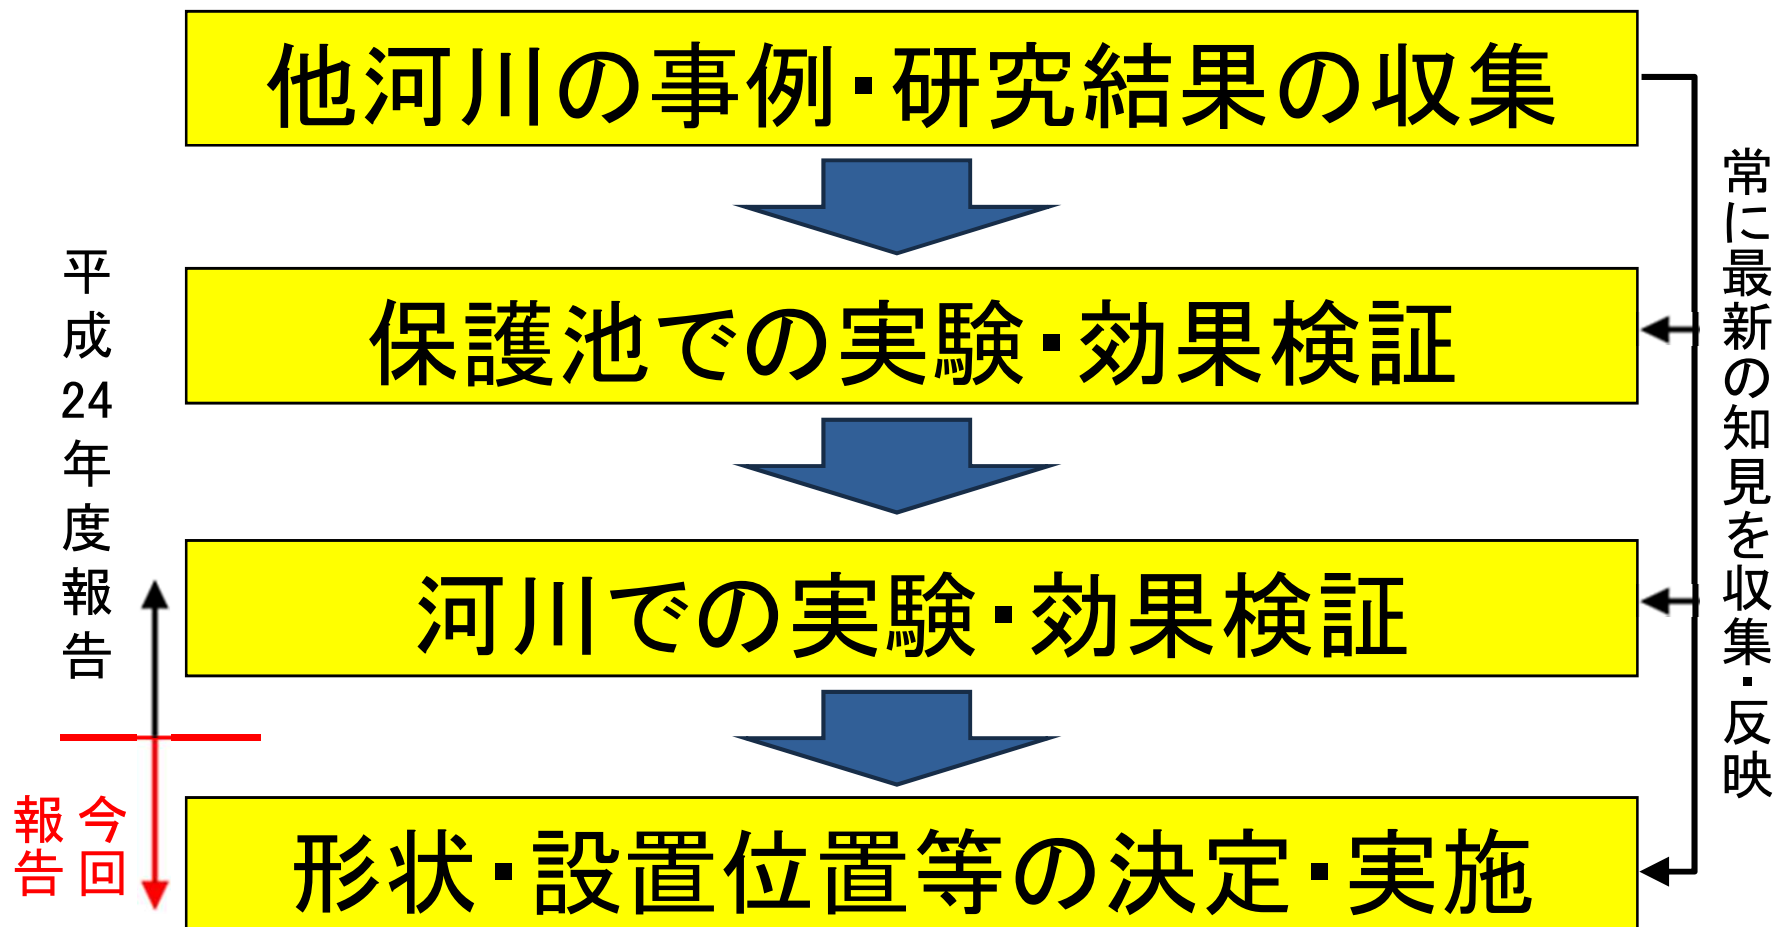 他河川の事例・研究結果の収集
保護池での実験・効果検証
河川での実験・効果検証
形状・設置位置等の決定・実施
平成24年度報告
今回
報告
常に最新の知見を収集・反映